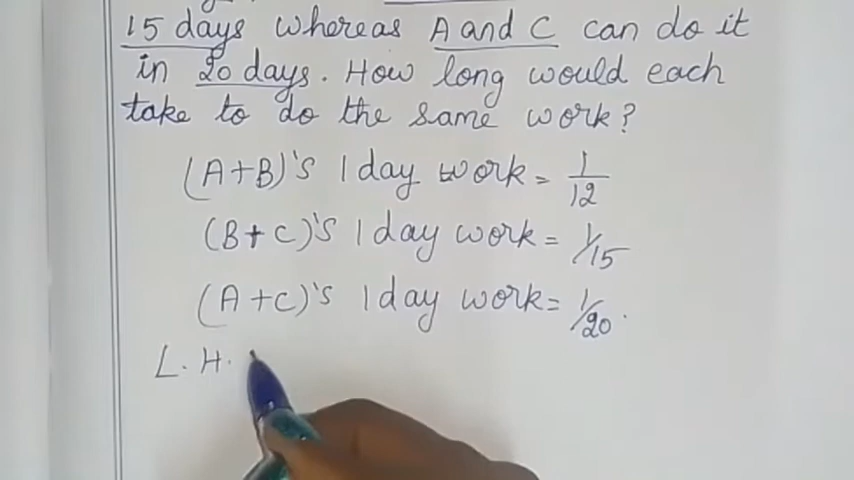 15 days whereas A and C can do it
in 20 days. How long would each
take to do the same work?
(A+B)'s 1 day work = 1/12
(B+C)'s 1 day work = 1/15
(A+C)'s 1 day work = 1/20.
L.H.